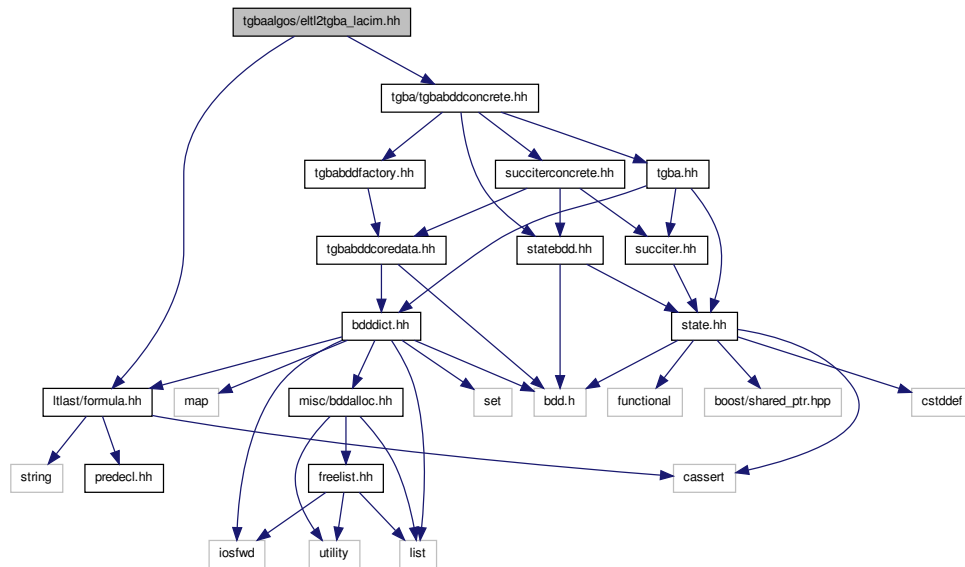 tgbaalgos/eltl2tgba_lacim.hh
tgba/tgbabddconcrete.hh
tgbabddfactory.hh
succiterconcrete.hh
tgba.hh
tgbabddcoredata.hh
statebdd.hh
succiter.hh
bdddict.hh
state.hh
ltlast/formula.hh
map
misc/bddalloc.hh
set
bdd.h
functional
boost/shared_ptr.hpp
cstddef
string
predecl.hh
freelist.hh
cassert
iosfwd
utility
list